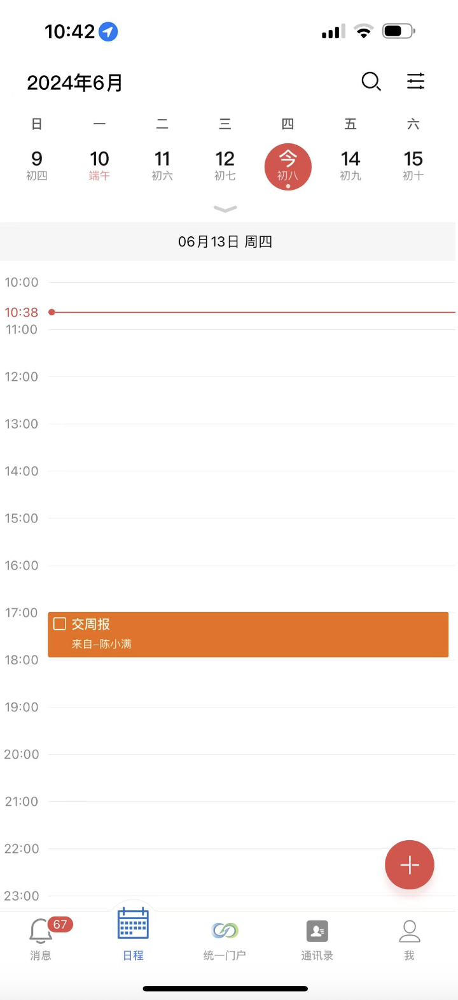 10:42
2024年6月
日 一 二 三 四 五 六
9 10 11 12 今 14 15
初四 端午 初六 初七 初八 初九 初十
06月13日 周四
10:00
10:38
11:00
12:00
13:00
14:00
15:00
16:00
17:00
交周报
来自-陈小满
18:00
19:00
20:00
21:00
22:00
23:00
67
消息 日程 统一门户 通讯录 我